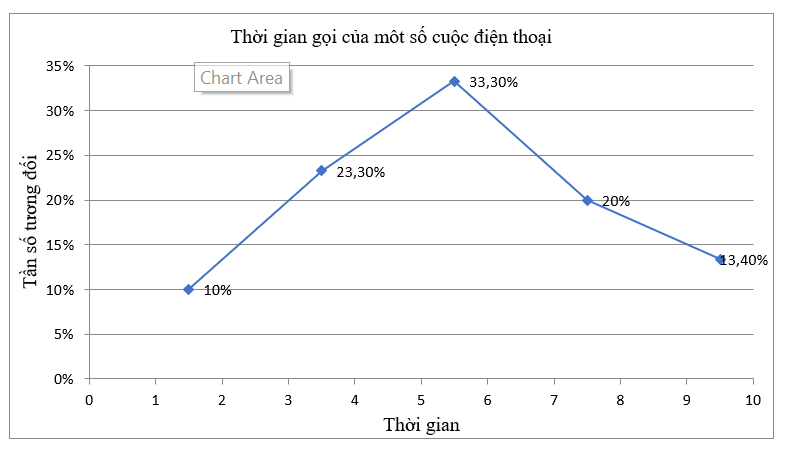 Thời gian gọi của một số cuộc điện thoại
Chart Area
Tần số tương đối
35%
30%
25%
20%
15%
10%
5%
0%
33,30%
23,30%
20%
13,40%
10%
0 1 2 3 4 5 6 7 8 9 10
Thời gian